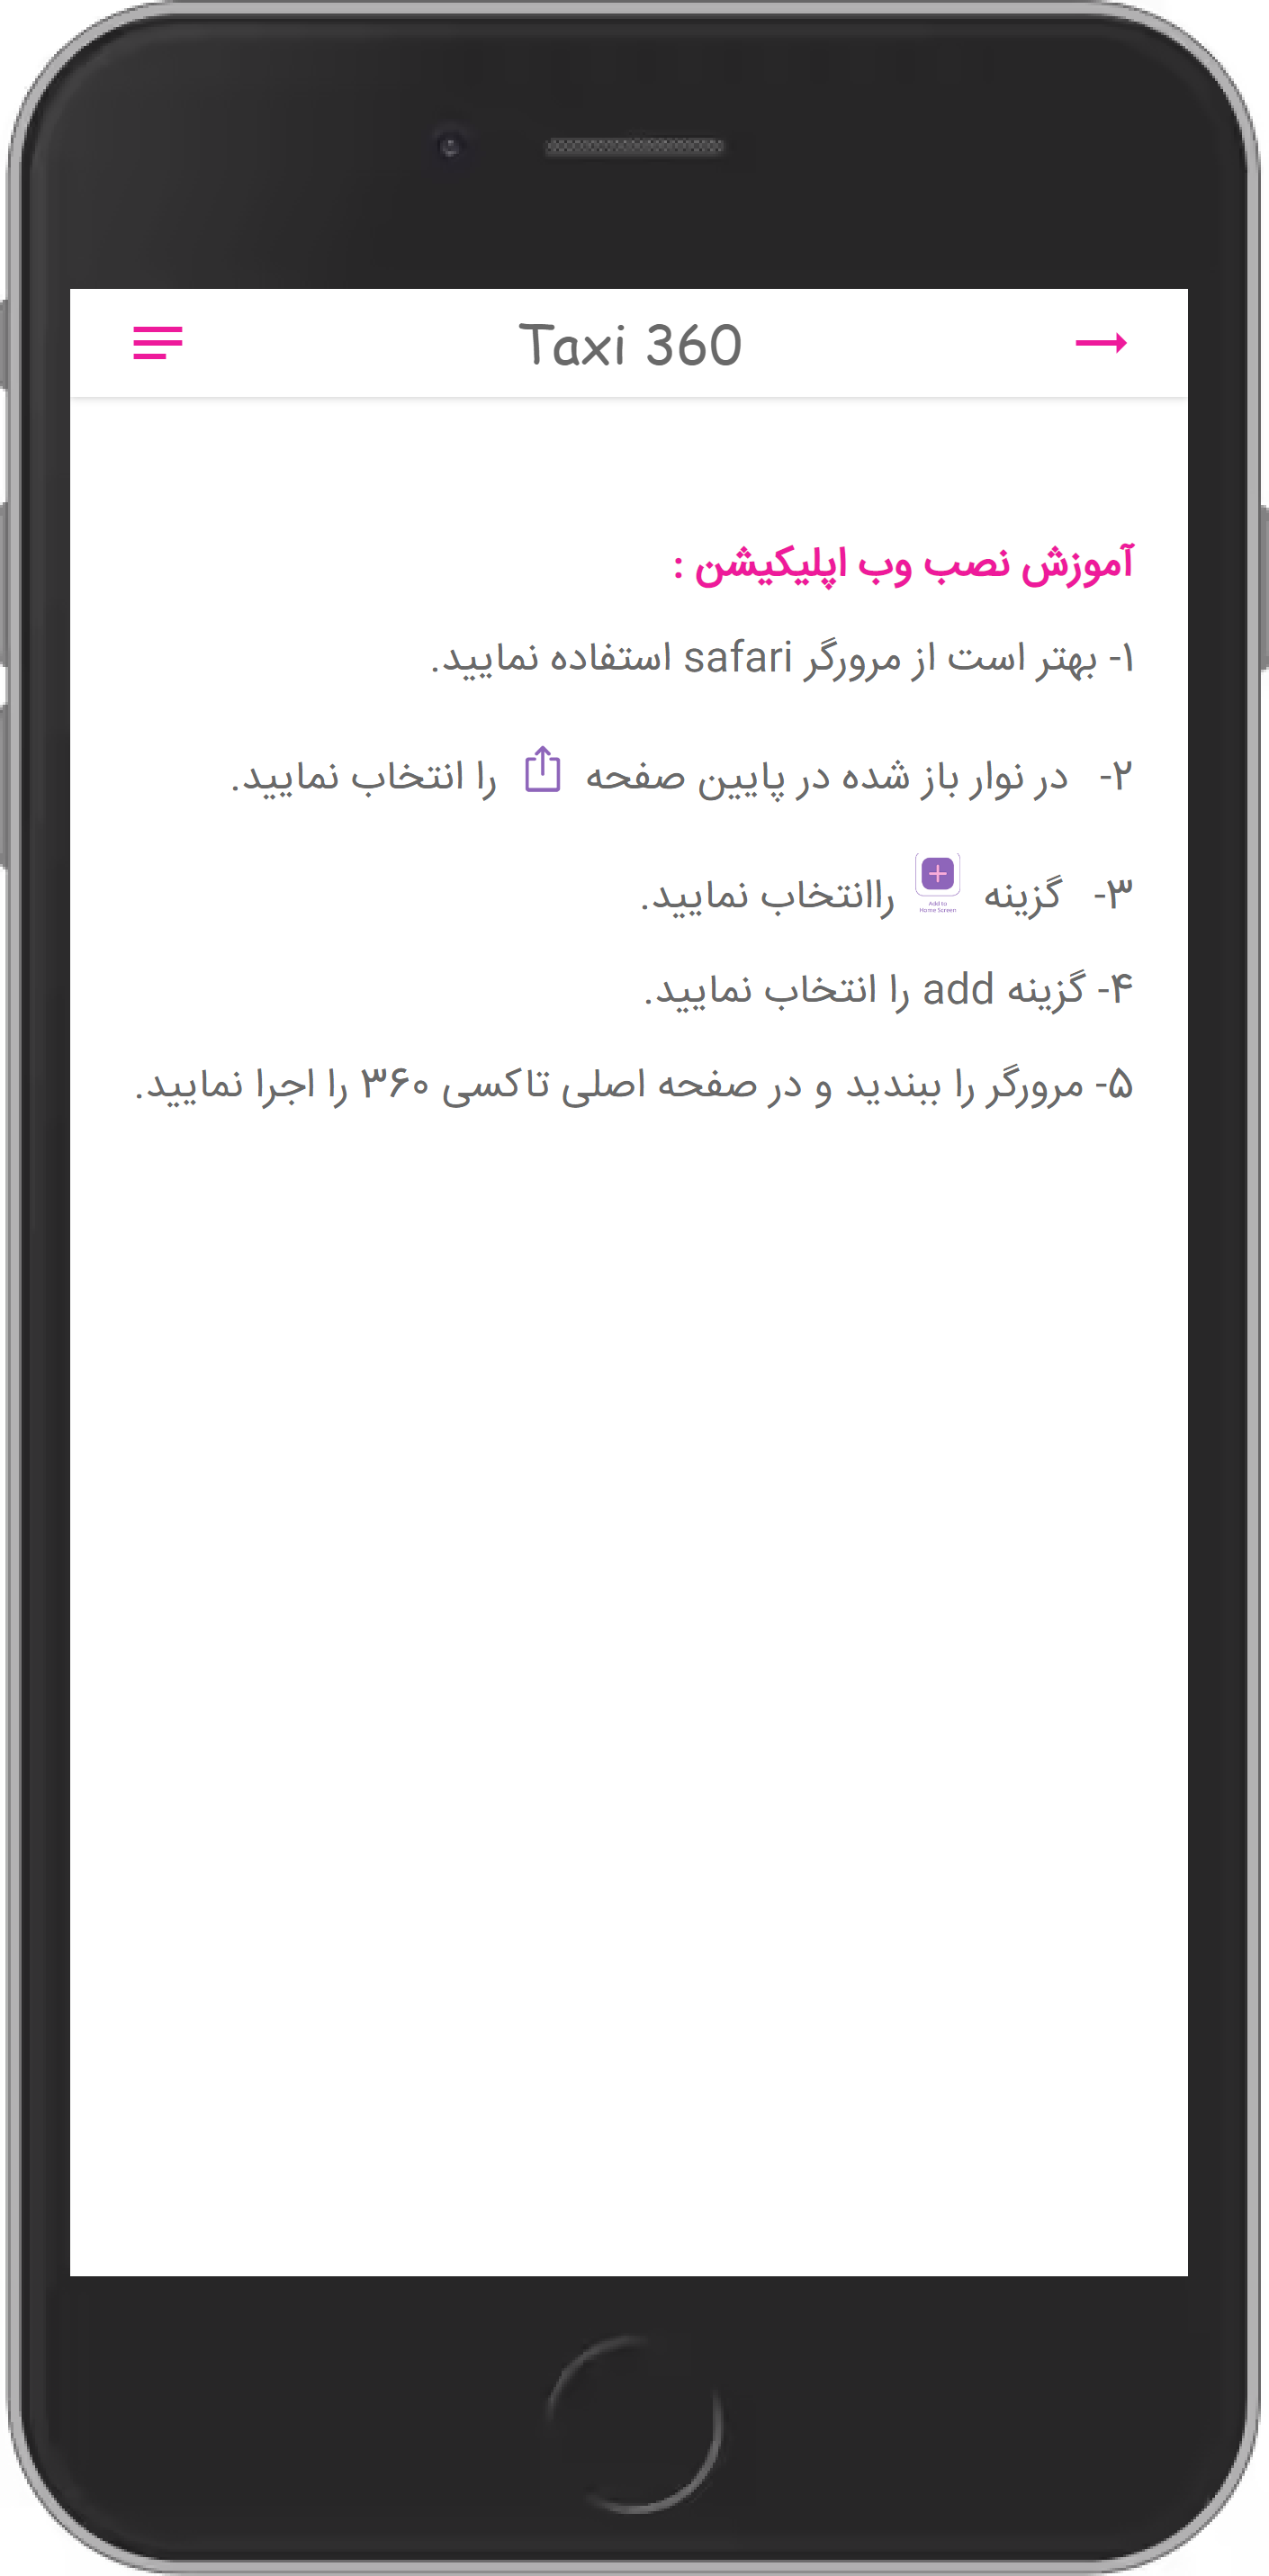 Taxi 360
آموزش نصب وب اپلیکیشن :
۱- بهتر است از مرورگر safari استفاده نمایید.
۲- در نوار باز شده در پایین صفحه را انتخاب نمایید.
۳- گزینه Add to Home Screen راانتخاب نمایید.
۴- گزینه add را انتخاب نمایید.
۵- مرورگر را ببندید و در صفحه اصلی تاکسی ۳۶۰ را اجرا نمایید.